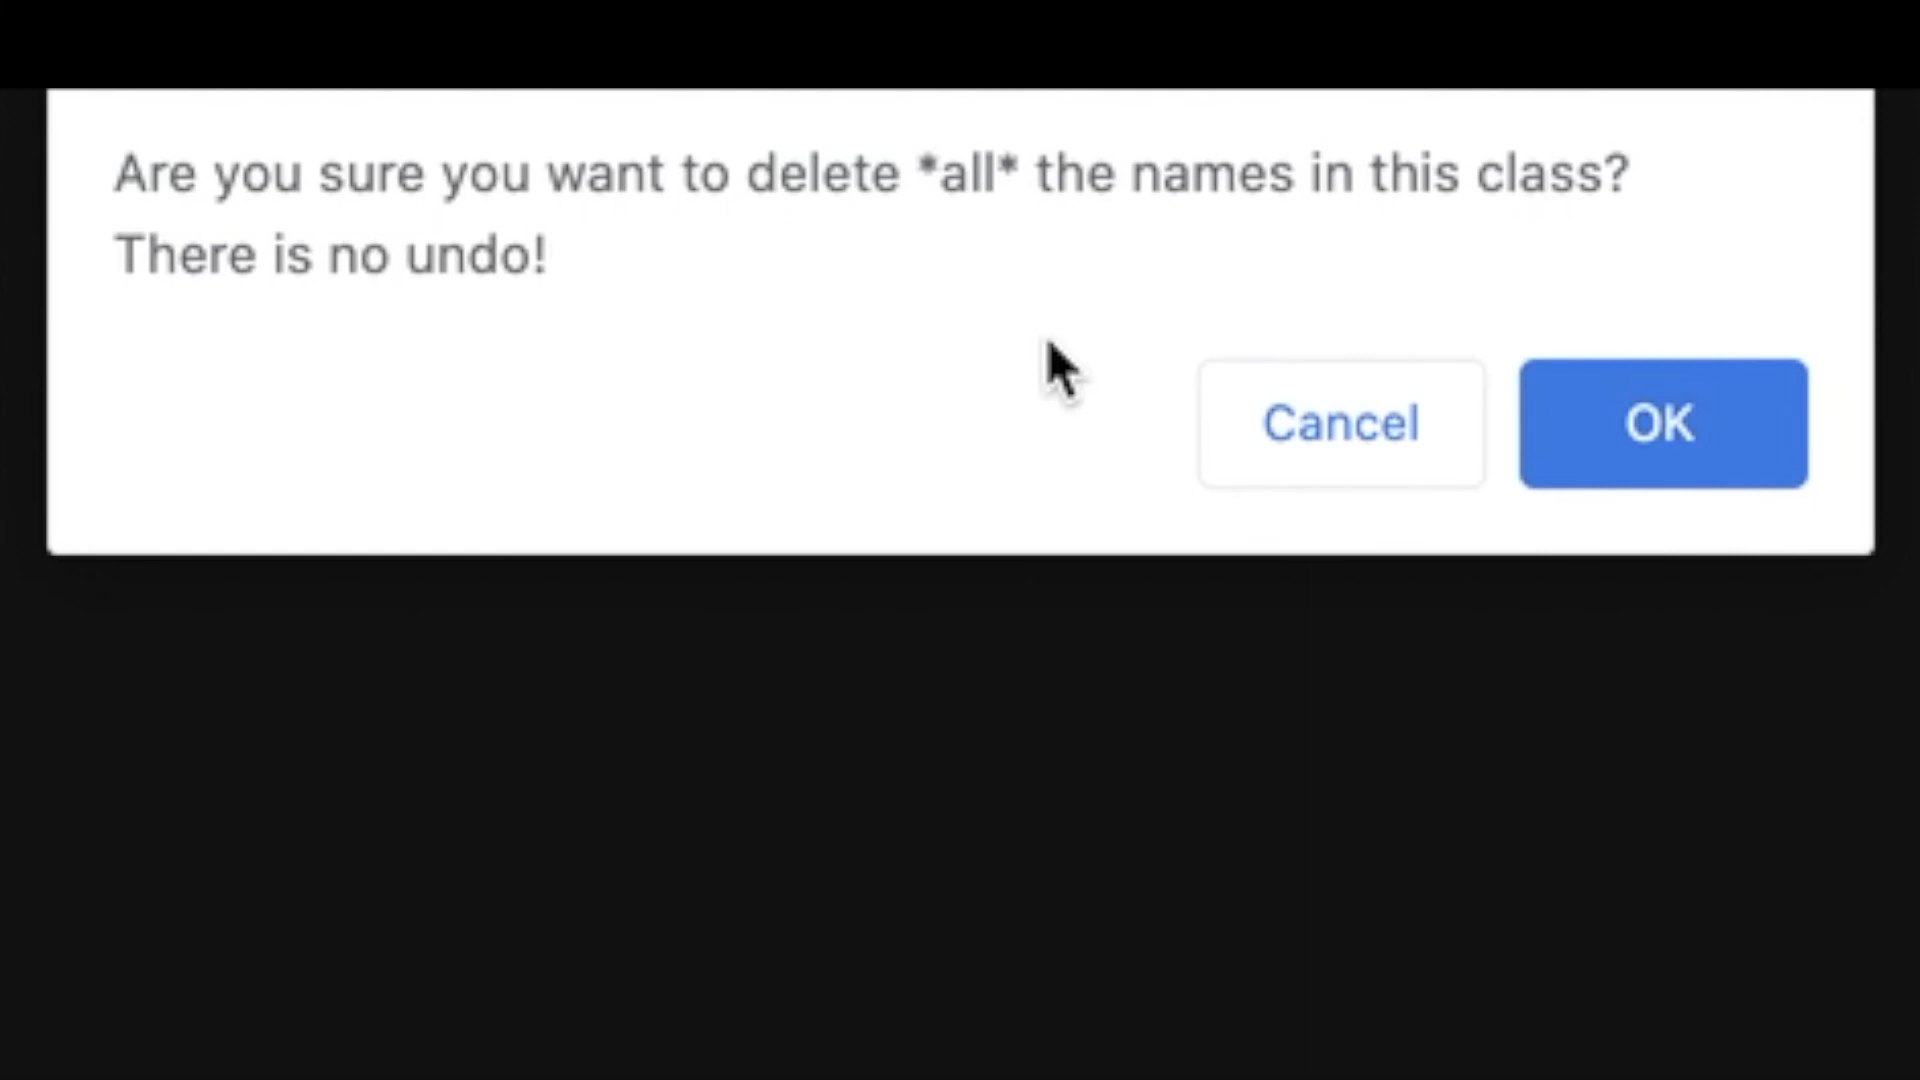 Are you sure you want to delete *all* the names in this class?
There is no undo!
Cancel
OK